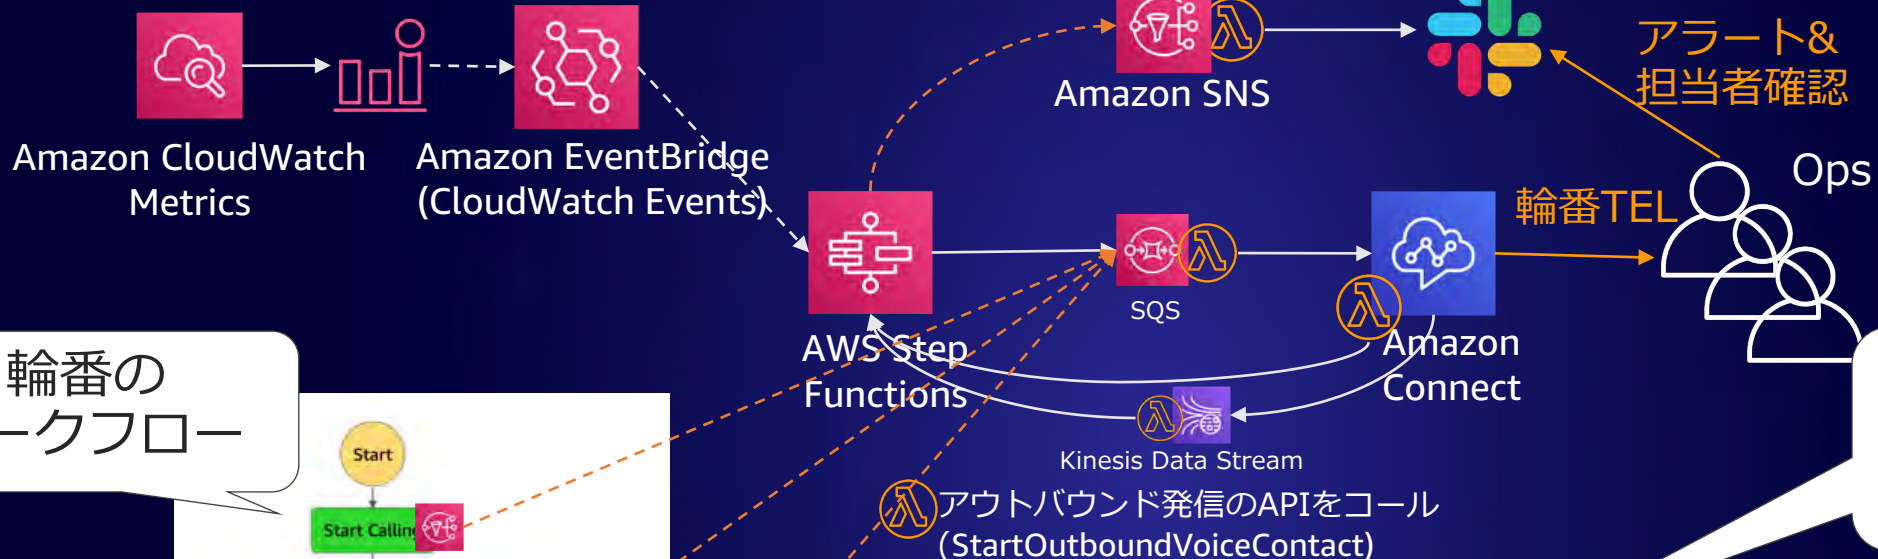 アラート&
担当者確認
Amazon SNS
Amazon CloudWatch
Metrics
Amazon EventBridge
(CloudWatch Events)
Ops
輪番TEL
SQS
AWS Step
Functions
Amazon
Connect
輪番の
ークフロー
Start
Start Calling
Kinesis Data Stream
アウトバウンド発信のAPIをコール
(StartOutboundVoiceContact)